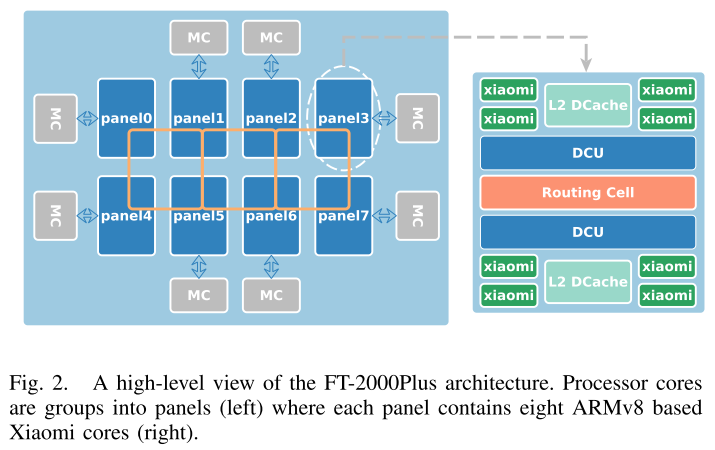 MC MC
MC panel0 panel1 panel2 panel3 MC
MC panel4 panel5 panel6 panel7 MC
MC MC
xiaomi L2 DCache xiaomi
xiaomi xiaomi
DCU
Routing Cell
DCU
xiaomi L2 DCache xiaomi
xiaomi xiaomi
Fig. 2. A high-level view of the FT-2000Plus architecture. Processor cores
are groups into panels (left) where each panel contains eight ARMv8 based
Xiaomi cores (right).